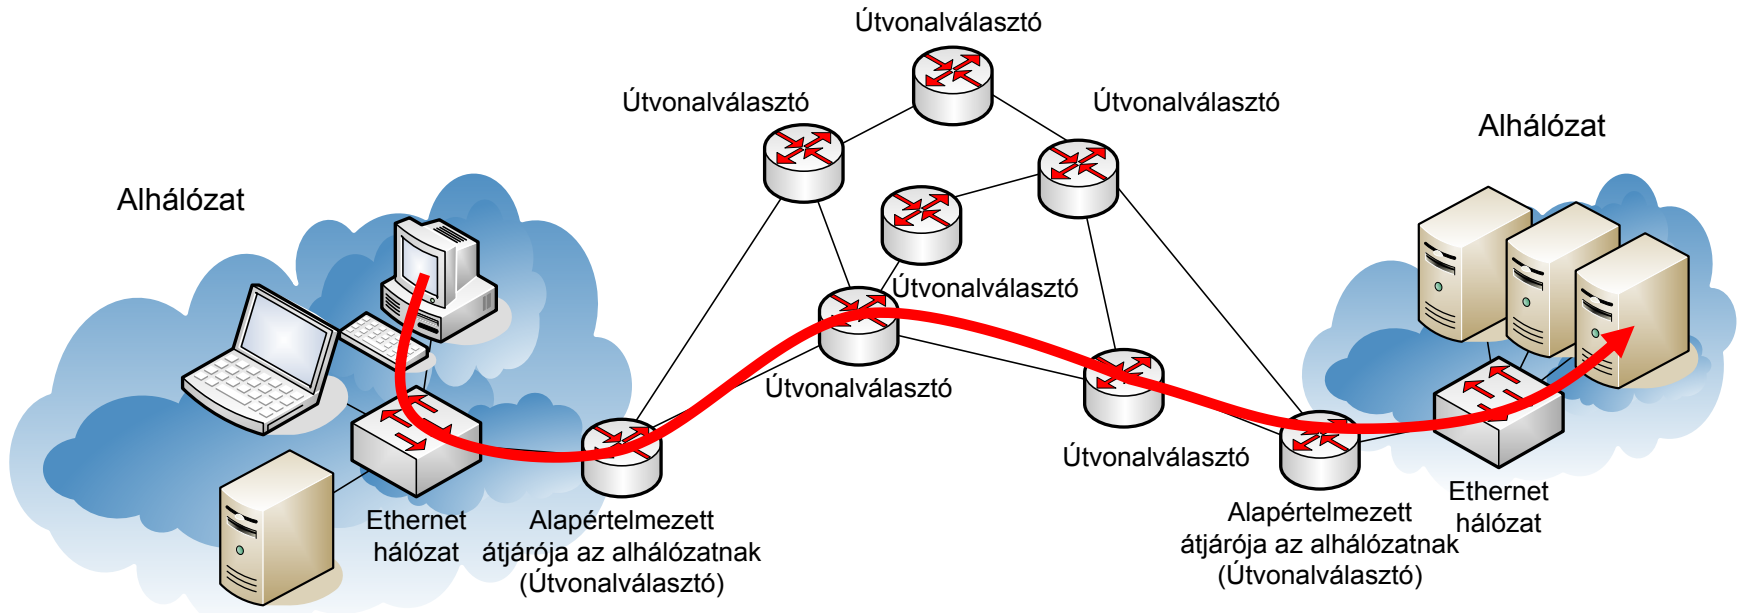 Útvonalválasztó
Útvonalválasztó
Útvonalválasztó
Alhálózat
Alhálózat
Útvonalválasztó
Útvonalválasztó
Útvonalválasztó
Ethernet
hálózat
Alapértelmezett
átjárója az alhálózatnak
(Útvonalválasztó)
Alapértelmezett
átjárója az alhálózatnak
(Útvonalválasztó)
Ethernet
hálózat